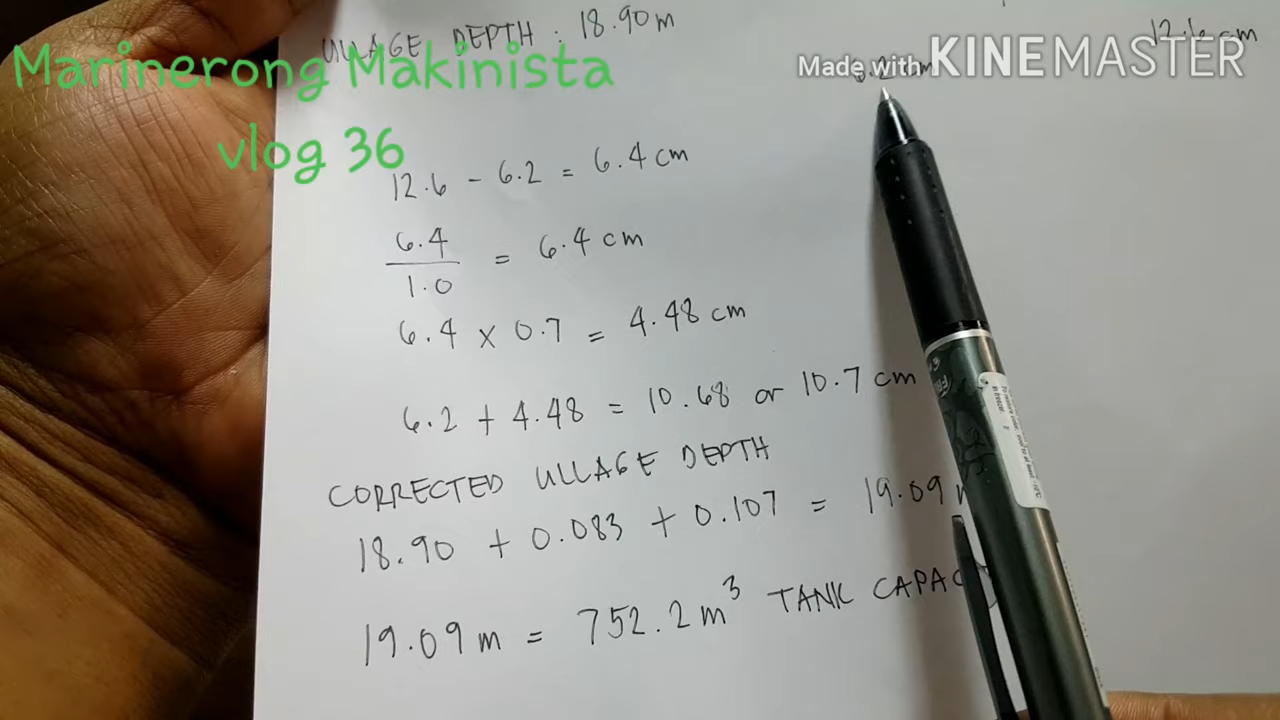 ULLAGE DEPTH : 18.90 m
12.6 cm
Made with KINEMASTER
Marinerong Makinista
vlog 36
12.6 - 6.2 = 6.4 cm
6.4
1.0
= 6.4 cm
6.4 x 0.7 = 4.48 cm
6.2 + 4.48 = 10.68 or 10.7 cm
CORRECTED ULLAGE DEPTH
18.90 + 0.083 + 0.107 = 19.09
19.09 m = 752.2 m³ TANK